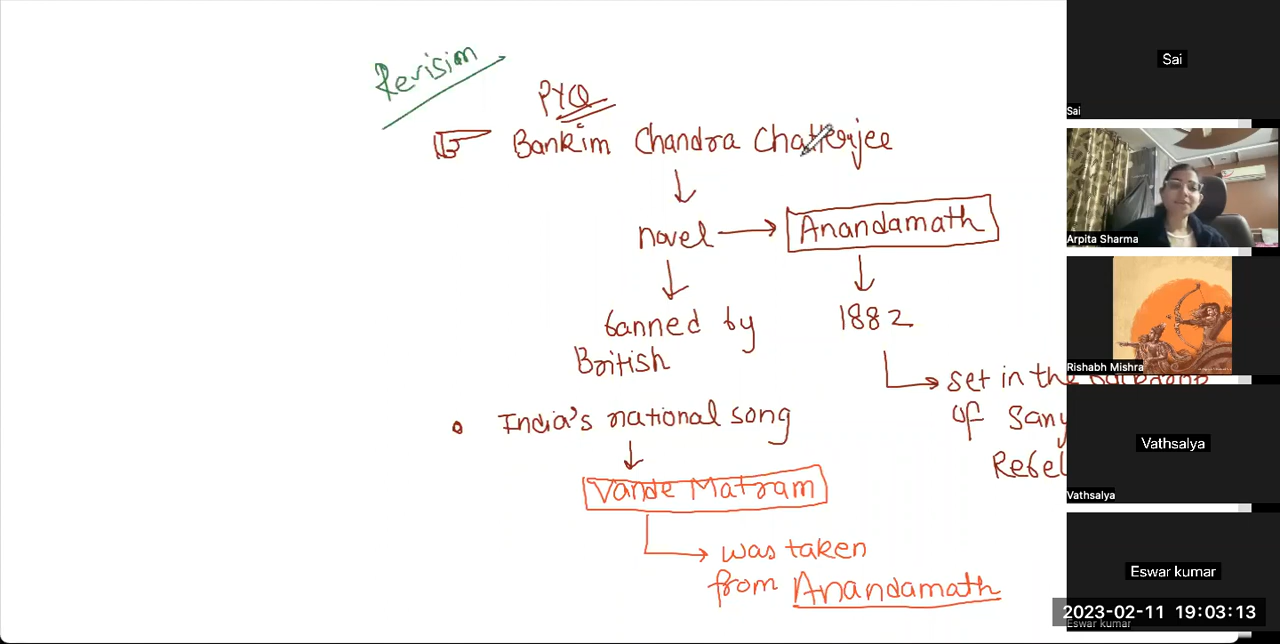 Revision
PYQ
Bankim Chandra Chatterjee
novel → Anandamath
banned by
British
1882
set in the
of
• India's national song
Vande Matram
was taken
from Anandamath
Sai
Sai
Arpita Sharma
Rishabh Mishra
Vathsalya
Vathsalya
Eswar kumar
2023-02-11 19:03:13
Eswar kumar